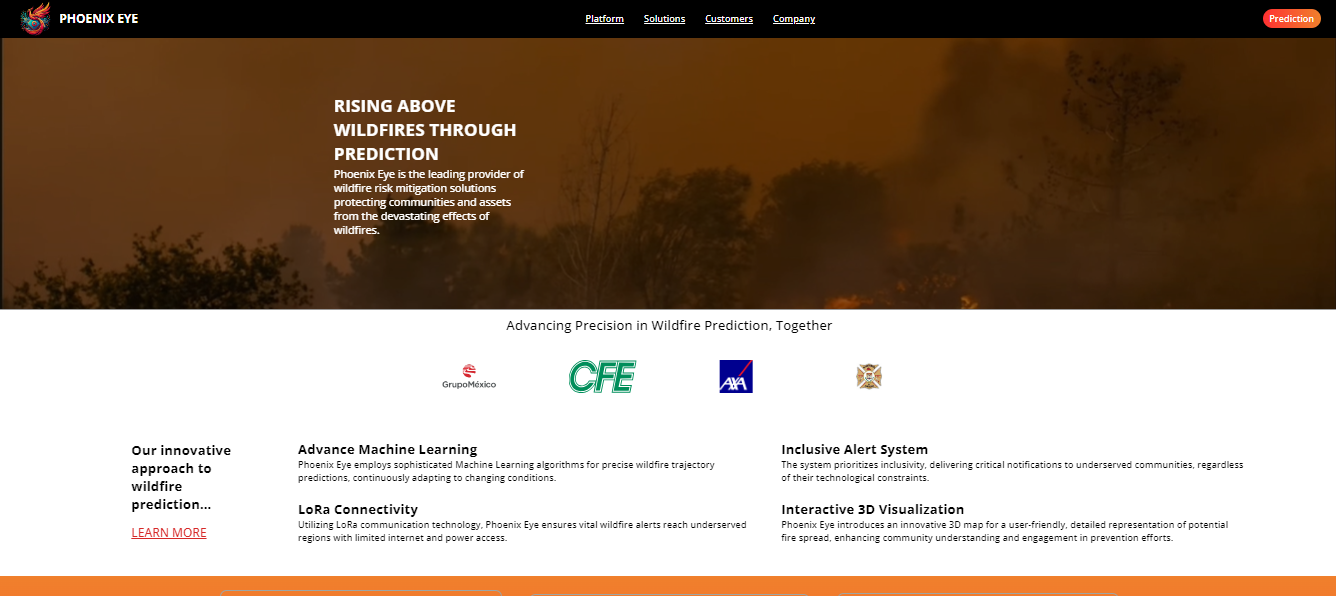 PHOENIX EYE
Platform
Solutions
Customers
Company
Prediction
RISING ABOVE
WILDFIRES THROUGH
PREDICTION
Phoenix Eye is the leading provider of
wildfire risk mitigation solutions
protecting communities and assets
from the devastating effects of
wildfires.
Advancing Precision in Wildfire Prediction, Together
GrupoMéxico
CFE
AXA
Our innovative
approach to
wildfire
prediction...
LEARN MORE
Advance Machine Learning
Phoenix Eye employs sophisticated Machine Learning algorithms for precise wildfire trajectory
predictions, continuously adapting to changing conditions.
LoRa Connectivity
Utilizing LoRa communication technology, Phoenix Eye ensures vital wildfire alerts reach underserved
regions with limited internet and power access.
Inclusive Alert System
The system prioritizes inclusivity, delivering critical notifications to underserved communities, regardless
of their technological constraints.
Interactive 3D Visualization
Phoenix Eye introduces an innovative 3D map for a user-friendly, detailed representation of potential
fire spread, enhancing community understanding and engagement in prevention efforts.